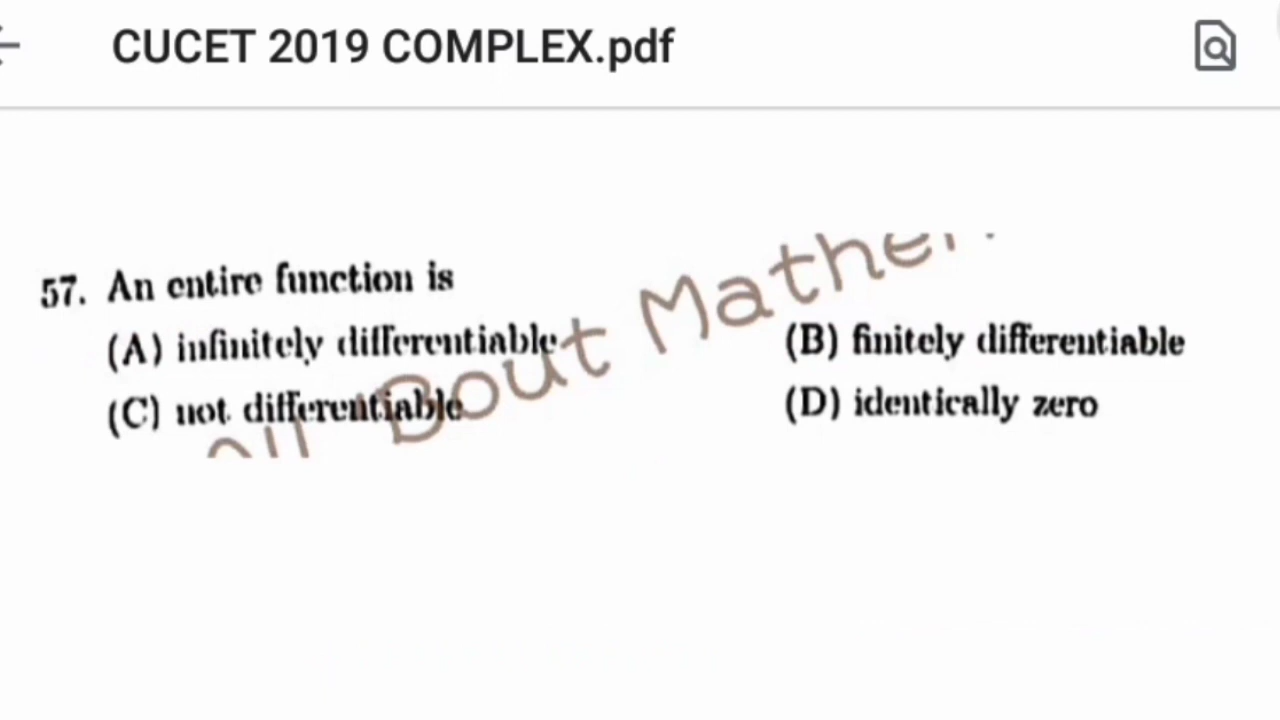 CUCET 2019 COMPLEX.pdf
57. An entire function is
(A) infinitely differentiable
(B) finitely differentiable
(C) not differentiable
(D) identically zero
All 'Bout Mathe